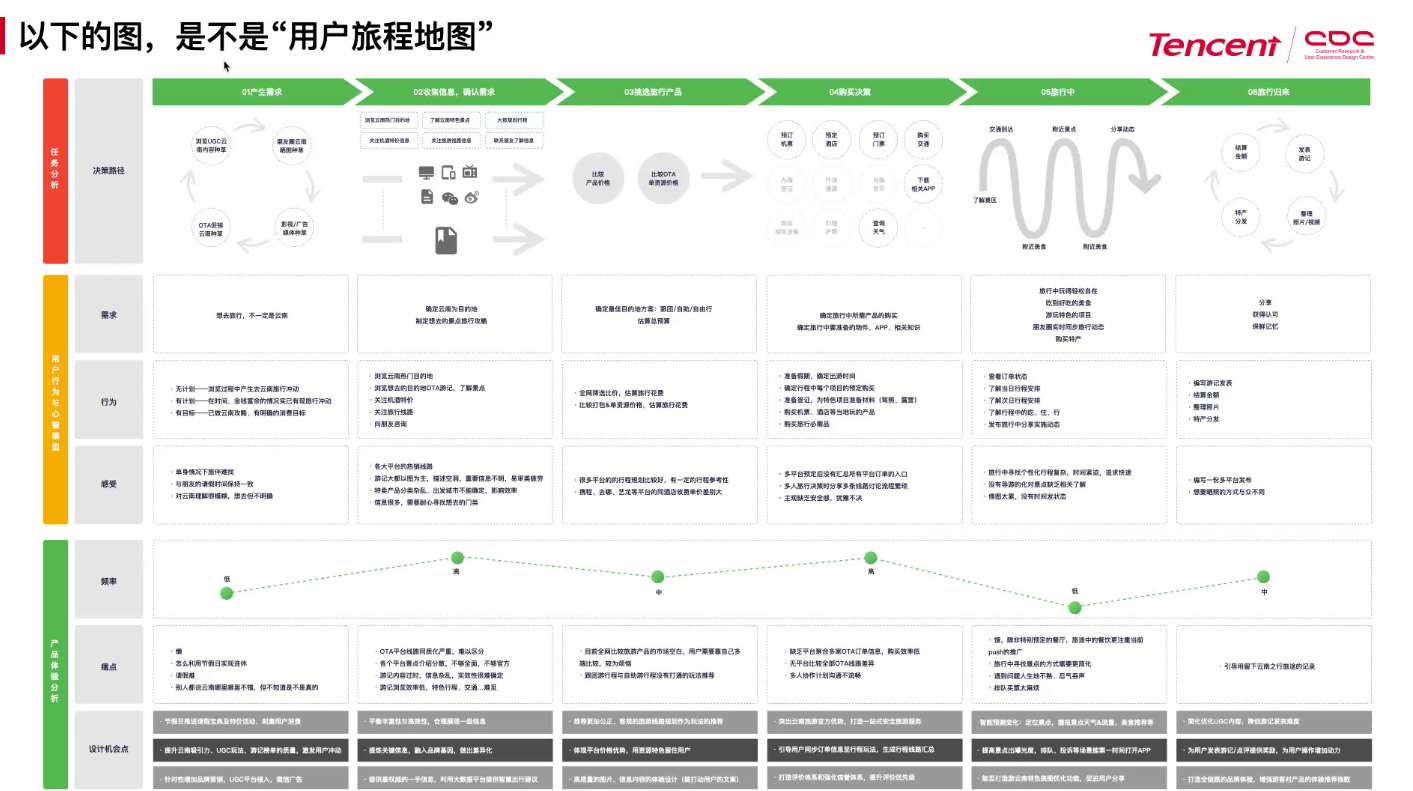 以下的图，是不是“用户旅程地图”
Tencent
CDC
Customer Research &
User Experience Design Center
任务分析
决策路径
01产生需求
02收集信息，确认需求
03挑选旅行产品
04购买决策
05旅行中
06旅行归来
浏览UGC云
南内容种草
朋友圈云南
晒图种草
OTA促销
云南种草
影视/广告
媒体种草
浏览云南热门目的地
了解云南特色景点
大致规划行程
关注机酒特价信息
关注旅游线路信息
联系朋友了解信息
比较
产品价格
比较OTA
单资源价格
预订
机票
预定
酒店
预订
门票
购买
交通
办理
签证
下载
相关APP
购买
相关设备
查询
天气
...
交通到达
附近景点
分享动态
了解景区
附近美食
附近美食
结算
金额
发表
游记
特产
分发
整理
照片/视频
用户行为与心智模型
需求
想去旅行，不一定是云南
确定云南为目的地
制定想去的景点旅行攻略
确定最佳目的地方案：跟团/自助/自由行
估算总预算
确定旅行中所需产品的购买
确定旅行中要准备的物件、APP、相关知识
旅行中玩得轻松自在
吃到好吃的美食
游玩特色的项目
朋友圈实时同步旅行动态
购买特产
分享
获得认可
保鲜记忆
行为
· 无计划——浏览过程中产生去云南旅行冲动
· 有计划——在时间、金钱富余的情况实已有现旅行冲动
· 有目标——已做云南攻略、有明确的消费目标
· 浏览云南热门目的地
· 浏览想去的目的地OTA游记，了解景点
· 关注机酒特价
· 关注旅行线路
· 向朋友咨询
· 全网筛选比价，估算旅行花费
· 比较打包&单资源价格，估算旅行花费
· 准备假期，确定出游时间
· 确定行程中每个项目的预定购买
· 准备签证，为特色项目准备材料（驾照、露营）
· 购买机票、酒店等当地玩的产品
· 购买旅行必需品
· 查看订单状态
· 了解当日行程安排
· 了解次日行程安排
· 了解行程中的吃、住、行
· 发布旅行中分享实施动态
· 编写游记发表
· 结算金额
· 整理照片
· 特产分发
感受
· 单身情况下旅伴难找
· 与朋友的请假时间保持一致
· 对云南理解很模糊，想去但不明确
· 各大平台的热销线路
· 游记大都以图为主，描述空洞，重要信息不明，易审美疲劳
· 特卖产品分类杂乱、出发城市不能确定，影响效率
· 信息很多，需要耐心寻找想去的门类
· 很多平台的的行程规划比较好，有一定的行程参考性
· 携程、去哪、艺龙等平台的同酒店收费单价差别大
· 多平台预定后没有汇总所有平台订单的入口
· 多人旅行决策时分享多条线路讨论流程繁琐
· 主观缺乏安全感，犹豫不决
· 旅行中寻找个性化行程复杂，时间紧迫，追求快速
· 没有导游的化对景点缺乏相关了解
· 修图太累，没有时间发状态
· 编写一份多平台发布
· 想要晒照的方式与众不同
产品体验分析
频率
低
高
中
高
低
中
痛点
· 懒
· 怎么利用节假日实现连休
· 请假难
· 别人都说云南哪里哪里不错，但不知道是不是真的
· OTA平台线路同质化严重，难以区分
· 各个平台景点介绍分散，不够全面，不够官方
· 游记内容过时，信息杂乱，实效性很难确定
· 游记浏览效率低，特色行程、交通...难觅
· 目前全网比较旅游产品的市场空白，用户需要靠自己多
端比较，较为烦恼
· 跟团游行程与自助游行程没有打通的玩法推荐
· 缺乏平台聚合多家OTA订单信息，购买效率低
· 无平台比较全部OTA线路差异
· 多人协作计划沟通不流畅
· 饿，除非特别预定的餐厅，旅途中的餐饮更注重当前
push的推广
· 旅行中寻找景点的方式需要更简化
· 遇到问题人生地不熟、忍气吞声
· 排队买票太麻烦
· 引导用留下云南之行旅途的记录
设计机会点
· 节假日推送请假宝典及特价活动，刺激用户消费
· 平衡丰富性与高效性，合理展现一级信息
· 推荐更加公正、客观的旅游线路规划作为玩法的推荐
· 突出云南旅游官方优势，打造一站式安全旅游服务
· 智能预测变化：定位景点，播报景点天气&流量、美食推荐等
· 简化优化UGC内容，降低游记发表难度
· 提升云南吸引力、UGC玩法、游记榜单的质量，激发用户冲动
· 提炼关键信息，融入品牌基因，做出差异化
· 体现平台价格优势，用资源特色留住用户
· 引导用户同步订单信息至行程玩法，生成行程线路汇总
· 提高景点出曝光度，排队、投诉等场景能第一时间打开APP
· 为用户发表游记/点评提供奖励，为用户操作增加动力
· 针对性增加品牌营销，UGC平台植入，微信广告
· 提供最权威的一手信息，利用大数据平台提供智慧出行建议
· 高质量的图片、信息内容的体验设计（能打动用户的文案）
· 打造评价体系和强化信誉体系，提升评价优先级
· 能否打造游云南特色美图优化功能，促进用户分享
· 打造全链路的品牌体验，增强旅客对产品的体验推荐指数